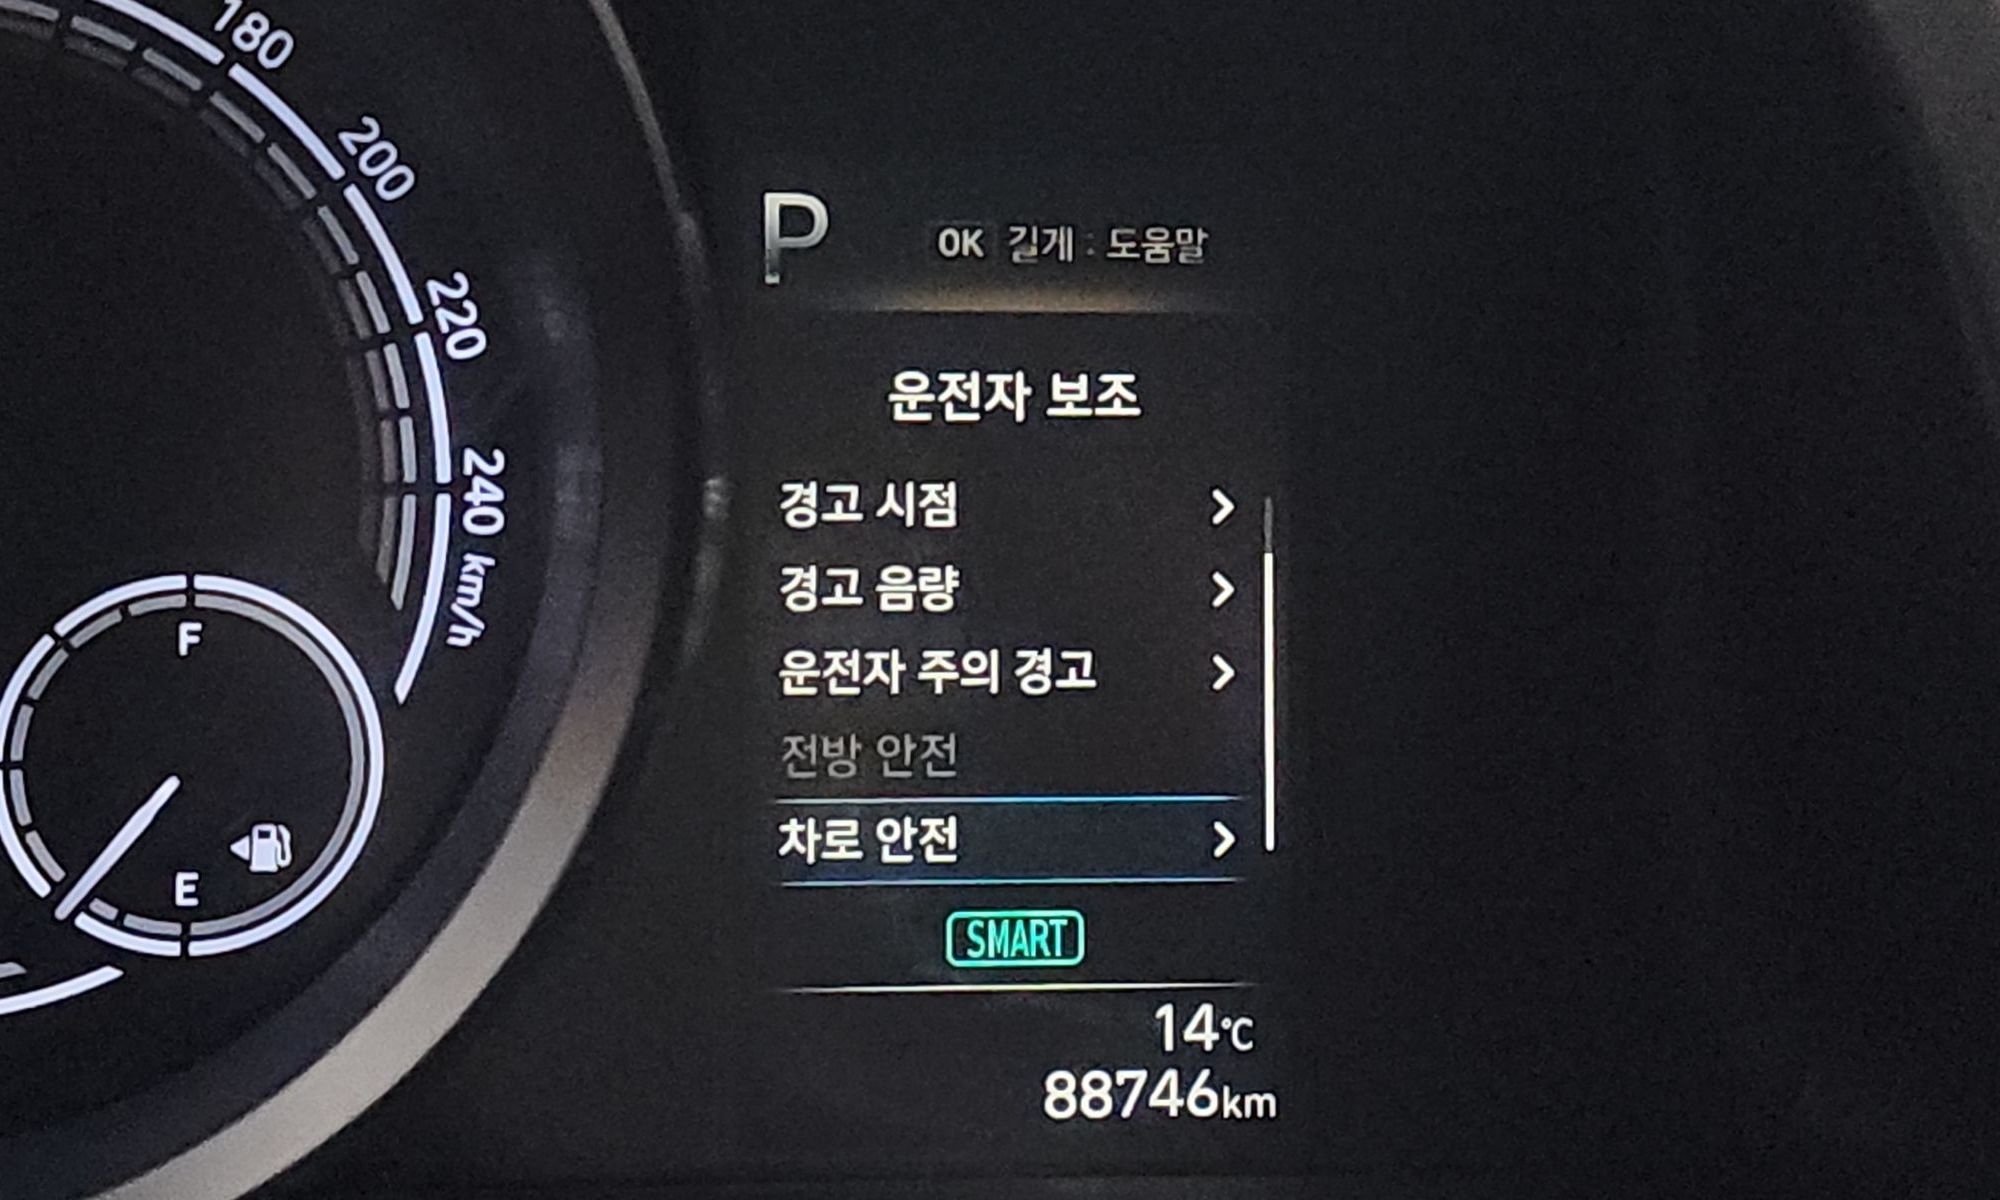 180
200
220
240 km/h
F
E
P
OK 길게 : 도움말
운전자 보조
경고 시점
경고 음량
운전자 주의 경고
전방 안전
차로 안전
SMART
14℃
88746km